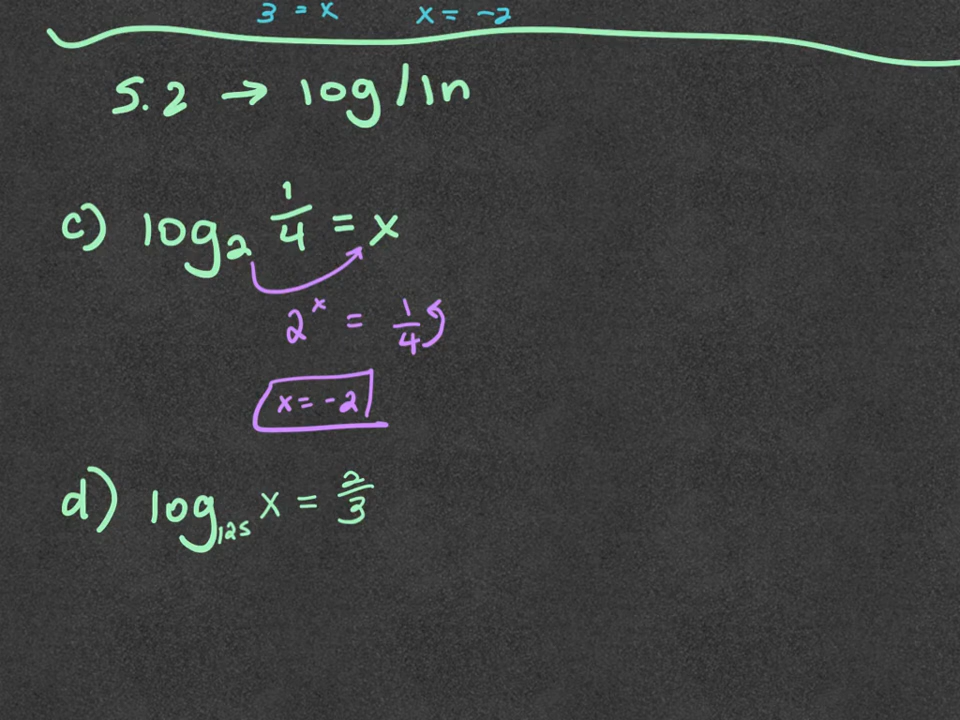 3 = x x = -2
5.2 → log/ln
c) log₂ 1/4 = x
2ˣ = 1/4
x = -2
d) log₁₂₅ x = 2/3